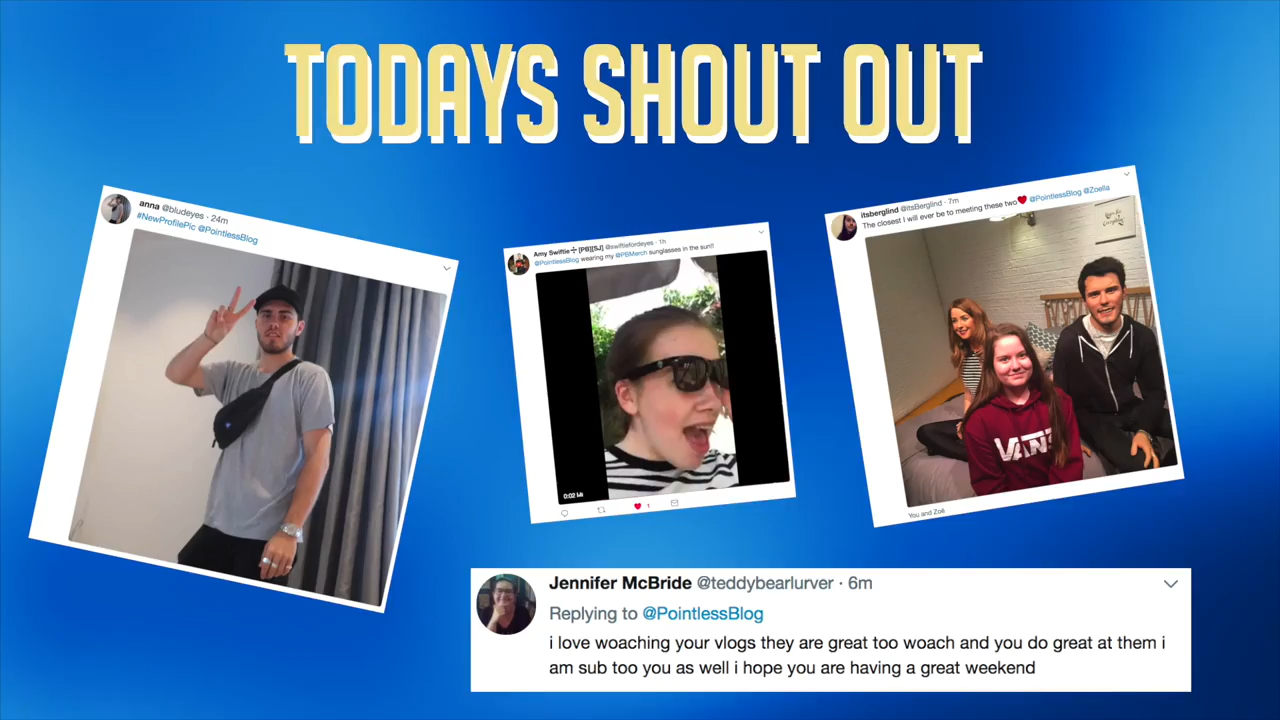 TODAYS SHOUT OUT
anna @bludeyes · 24m
#NewProfilePic @PointlessBlog
Amy Swiftie➗ [PB][SJ] @swiftiefordeyes · 1h
@PointlessBlog wearing my @PBMerch sunglasses in the sun!!
0:02
1
itsberglind @itsBerglind · 7m
The closest I will ever be to meeting these two❤️ @PointlessBlog @Zoella
VANS
You and Zoë
Jennifer McBride @teddybearlurver · 6m
Replying to @PointlessBlog
i love woaching your vlogs they are great too woach and you do great at them i
am sub too you as well i hope you are having a great weekend